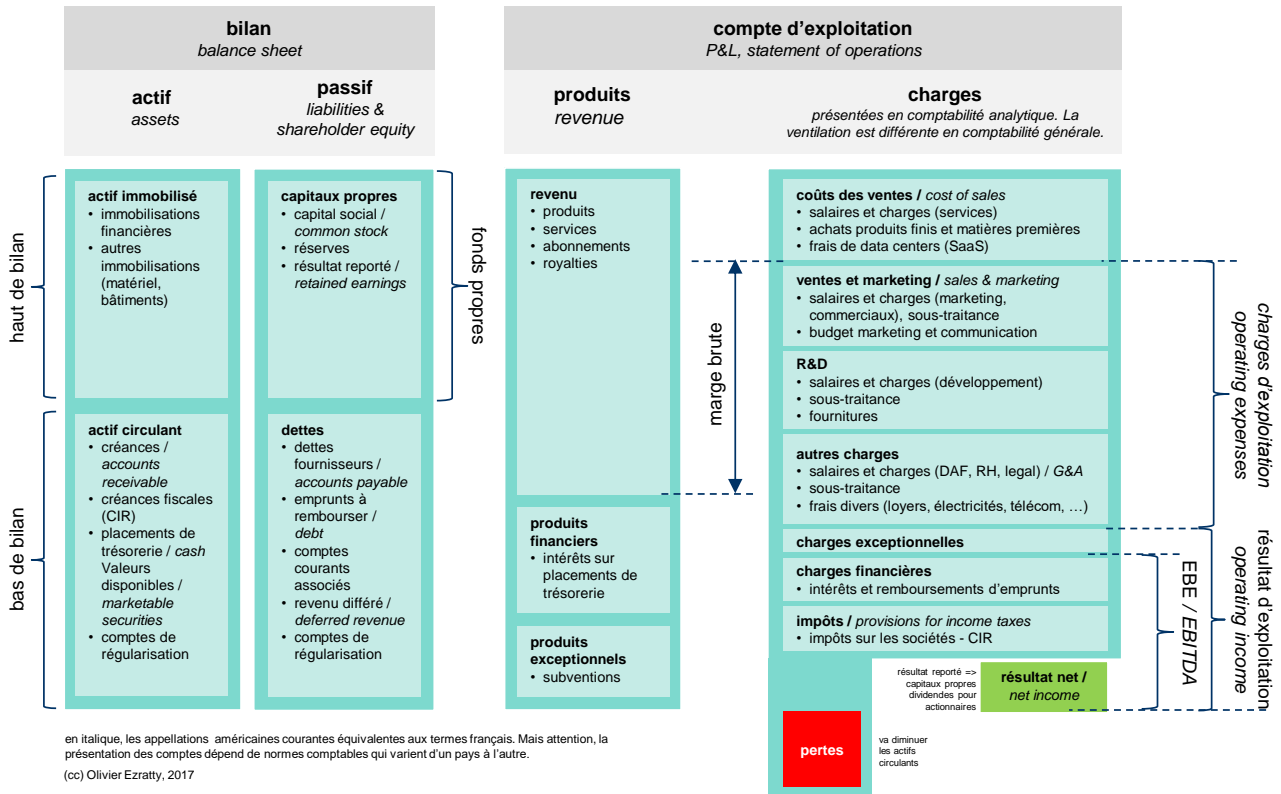 bilan
balance sheet
compte d'exploitation
P&L, statement of operations
actif
assets
passif
liabilities &
shareholder equity
produits
revenue
charges
présentées en comptabilité analytique. La
ventilation est différente en comptabilité générale.
haut de bilan
actif immobilisé
• immobilisations
financières
• autres
immobilisations
(matériel,
bâtiments)
capitaux propres
• capital social /
common stock
• réserves
• résultat reporté /
retained earnings
fonds propres
bas de bilan
actif circulant
• créances /
accounts
receivable
• créances fiscales
(CIR)
• placements de
trésorerie / cash
Valeurs
disponibles /
marketable
securities
• comptes de
régularisation
dettes
• dettes
fournisseurs /
accounts payable
• emprunts à
rembourser /
debt
• comptes
courants
associés
• revenu différé /
deferred revenue
• comptes de
régularisation
revenu
• produits
• services
• abonnements
• royalties
produits
financiers
• intérêts sur
placements de
trésorerie
produits
exceptionnels
• subventions
marge brute
coûts des ventes / cost of sales
• salaires et charges (services)
• achats produits finis et matières premières
• frais de data centers (SaaS)
ventes et marketing / sales & marketing
• salaires et charges (marketing,
commerciaux), sous-traitance
• budget marketing et communication
R&D
• salaires et charges (développement)
• sous-traitance
• fournitures
autres charges
• salaires et charges (DAF, RH, legal) / G&A
• sous-traitance
• frais divers (loyers, électricités, télécom, …)
charges exceptionnelles
charges financières
• intérêts et remboursements d'emprunts
impôts / provisions for income taxes
• impôts sur les sociétés - CIR
charges d'exploitation
operating expenses
EBE / EBITDA
résultat d'exploitation
operating income
résultat reporté =>
capitaux propres
dividendes pour
actionnaires
résultat net /
net income
pertes
va diminuer
les actifs
circulants
en italique, les appellations américaines courantes équivalentes aux termes français. Mais attention, la
présentation des comptes dépend de normes comptables qui varient d'un pays à l'autre.
(cc) Olivier Ezratty, 2017